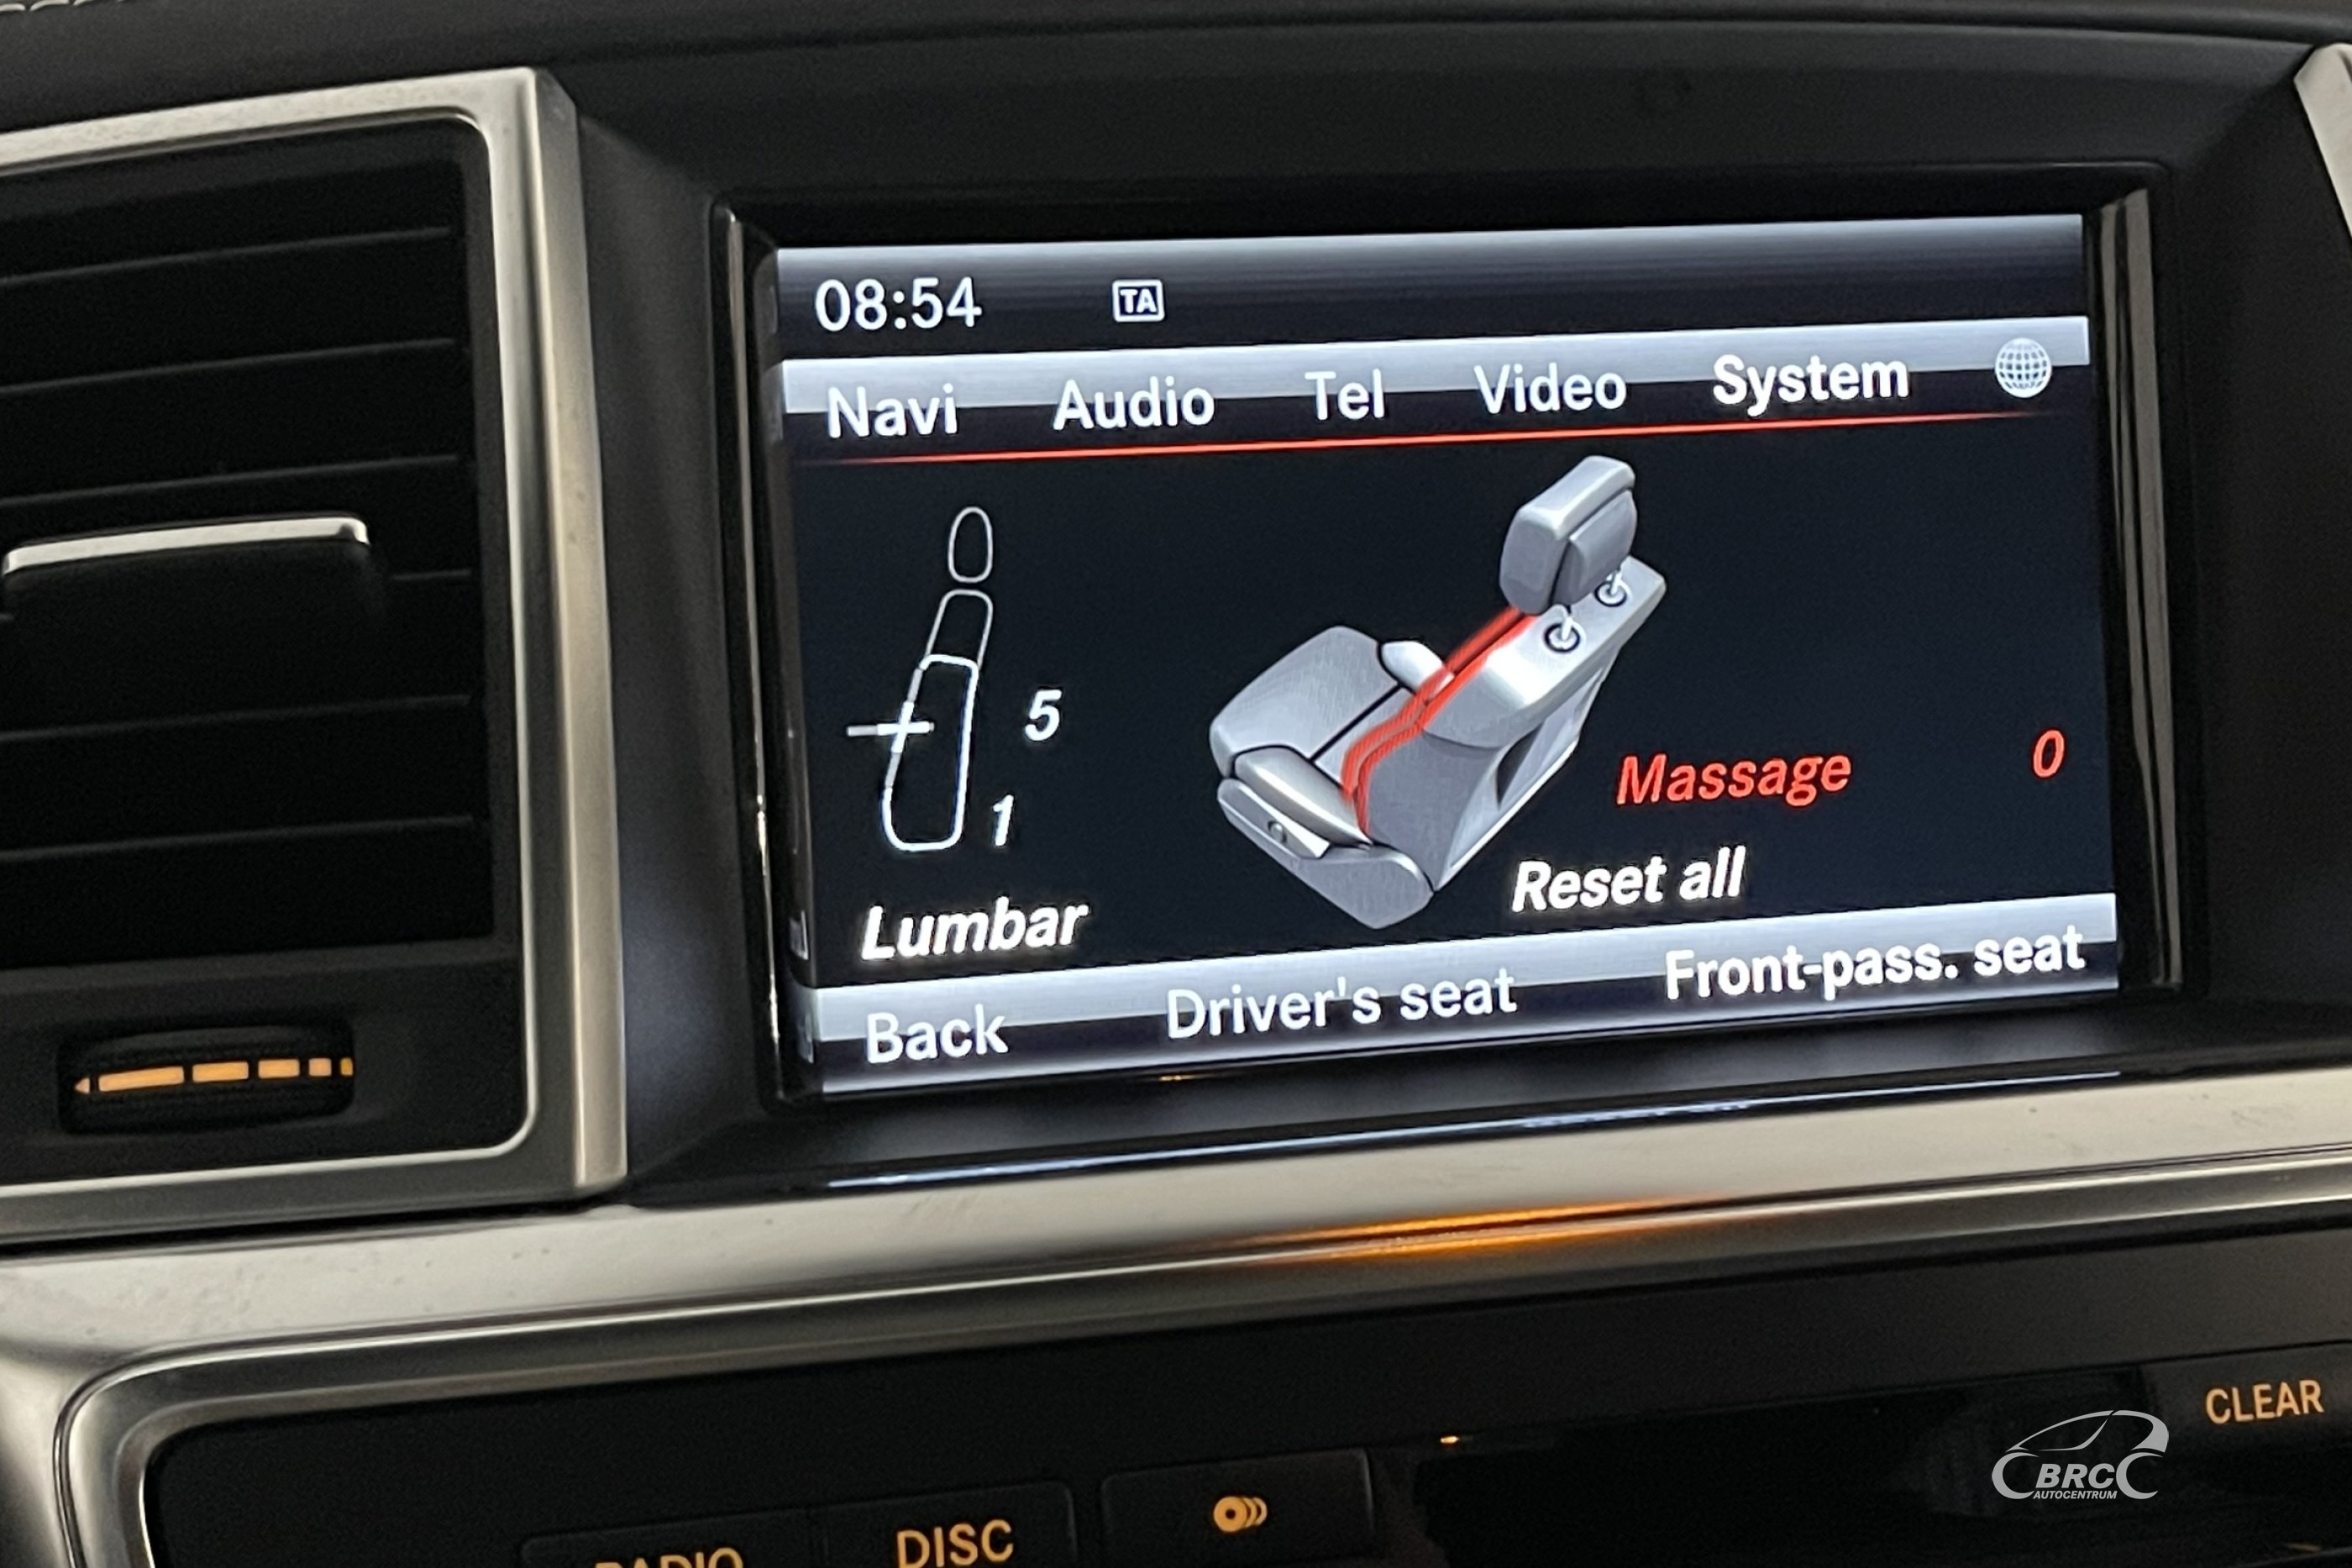 08:54 TA
Navi Audio Tel Video System
5
1
Massage 0
Reset all
Lumbar
Back Driver's seat Front-pass. seat
CLEAR
RADIO DISC
BRC
AUTOCENTRUM